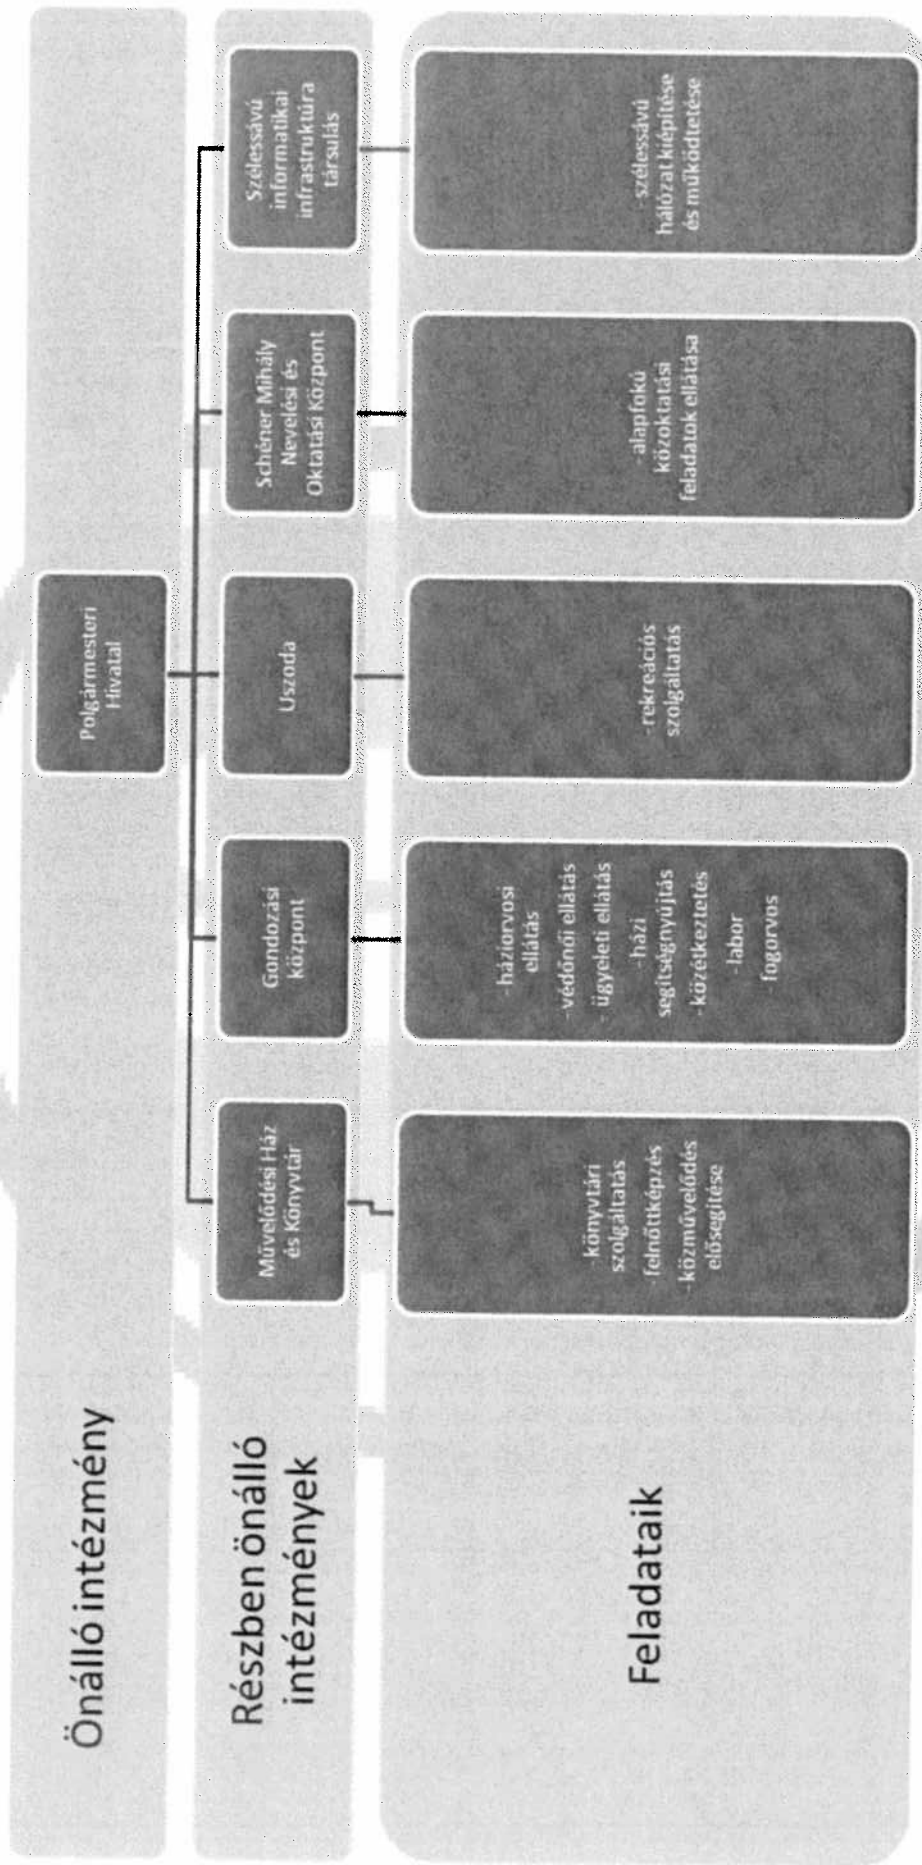 Önálló intézmény
Polgármesteri
Hivatal
Részben önálló
intézmények
Művelődési Ház
és Könyvtár
Gondozási
központ
Uszoda
Schéner Mihály
Nevelési és
Oktatási Központ
Szélessávú
informatikai
infrastruktúra
társulás
Feladataik
-könyvtári
szolgáltatás
felnőttképzés
-közművelődés
elősegítése
-háziorvosi
ellátás
-védőnői ellátás
- ügyeleti ellátás
-házi
segítségnyújtás
-közétkeztetés
-labor
- fogorvos
-rekreációs
szolgáltatás
-alapfokú
közoktatási
feladatok ellátása
-szélessávú
hálózat kiépítése
és működtetése